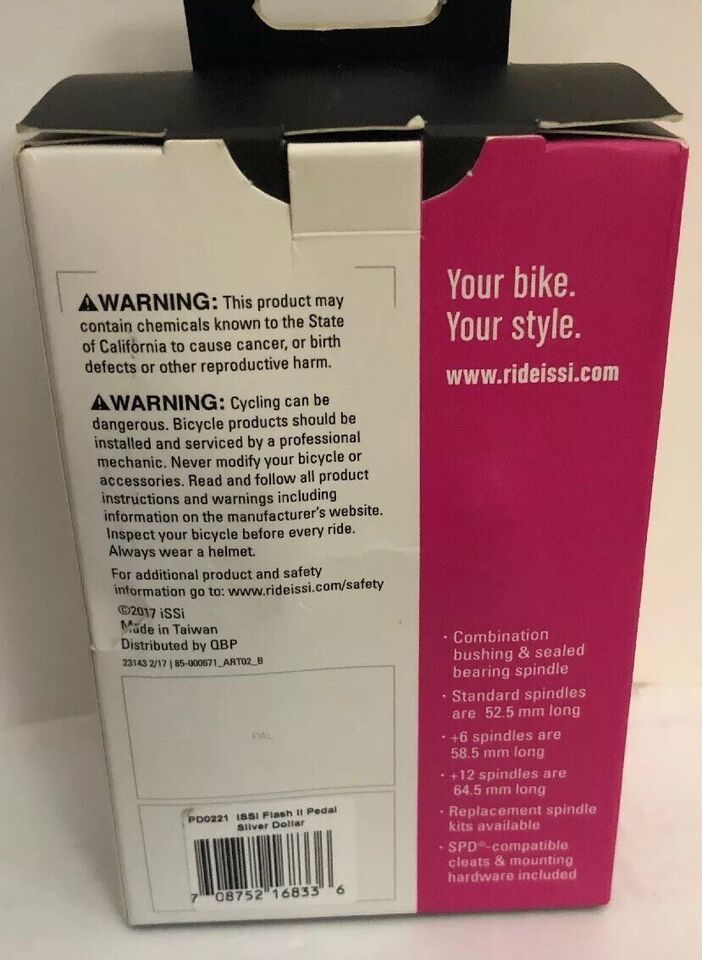 ⚠WARNING: This product may
contain chemicals known to the State
of California to cause cancer, or birth
defects or other reproductive harm.
⚠WARNING: Cycling can be
dangerous. Bicycle products should be
installed and serviced by a professional
mechanic. Never modify your bicycle or
accessories. Read and follow all product
instructions and warnings including
information on the manufacturer's website.
Inspect your bicycle before every ride.
Always wear a helmet.
For additional product and safety
information go to: www.rideissi.com/safety
©2017 iSSi
Made in Taiwan
Distributed by QBP
23143 2/17 | 85-000671_ART02_B
PAL
PD0221 ISSI Flash II Pedal
Silver Dollar
7 08752 16833 6
Your bike.
Your style.
www.rideissi.com
· Combination
bushing & sealed
bearing spindle
· Standard spindles
are 52.5 mm long
· +6 spindles are
58.5 mm long
· +12 spindles are
64.5 mm long
· Replacement spindle
kits available
· SPD®-compatible
cleats & mounting
hardware included